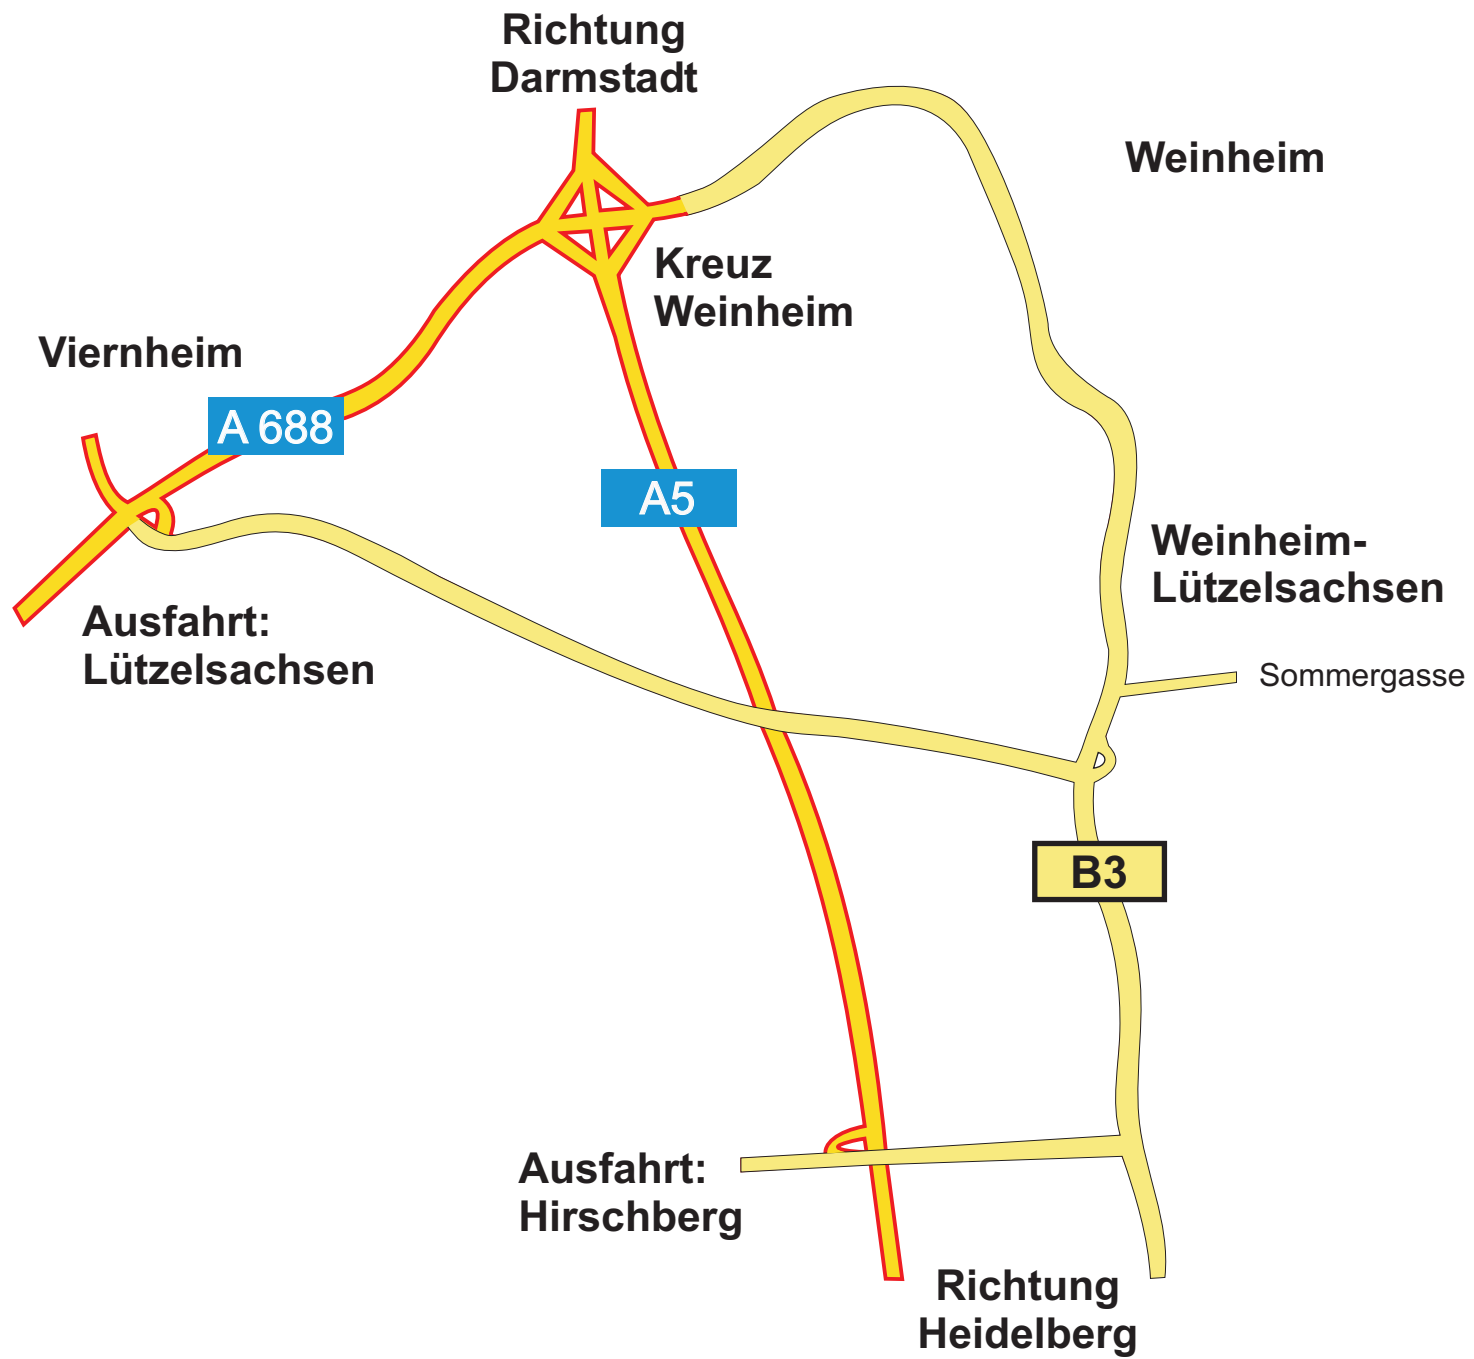 Richtung
Darmstadt
Weinheim
Kreuz
Weinheim
Viernheim
A 688
A5
Weinheim-
Lützelsachsen
Ausfahrt:
Lützelsachsen
Sommergasse
B3
Ausfahrt:
Hirschberg
Richtung
Heidelberg